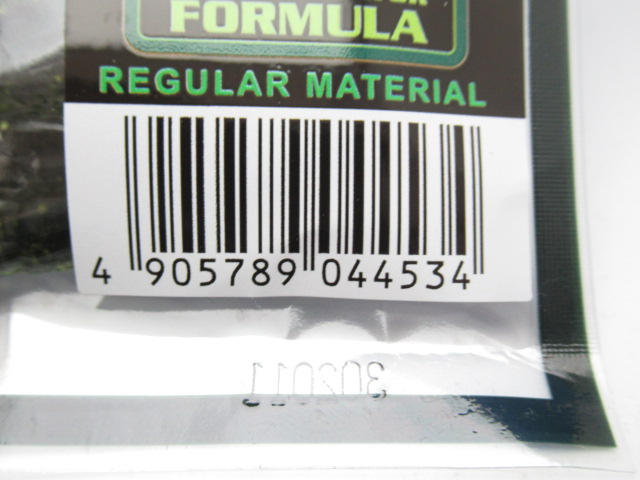 FORMULA
REGULAR MATERIAL
4 905789 044534